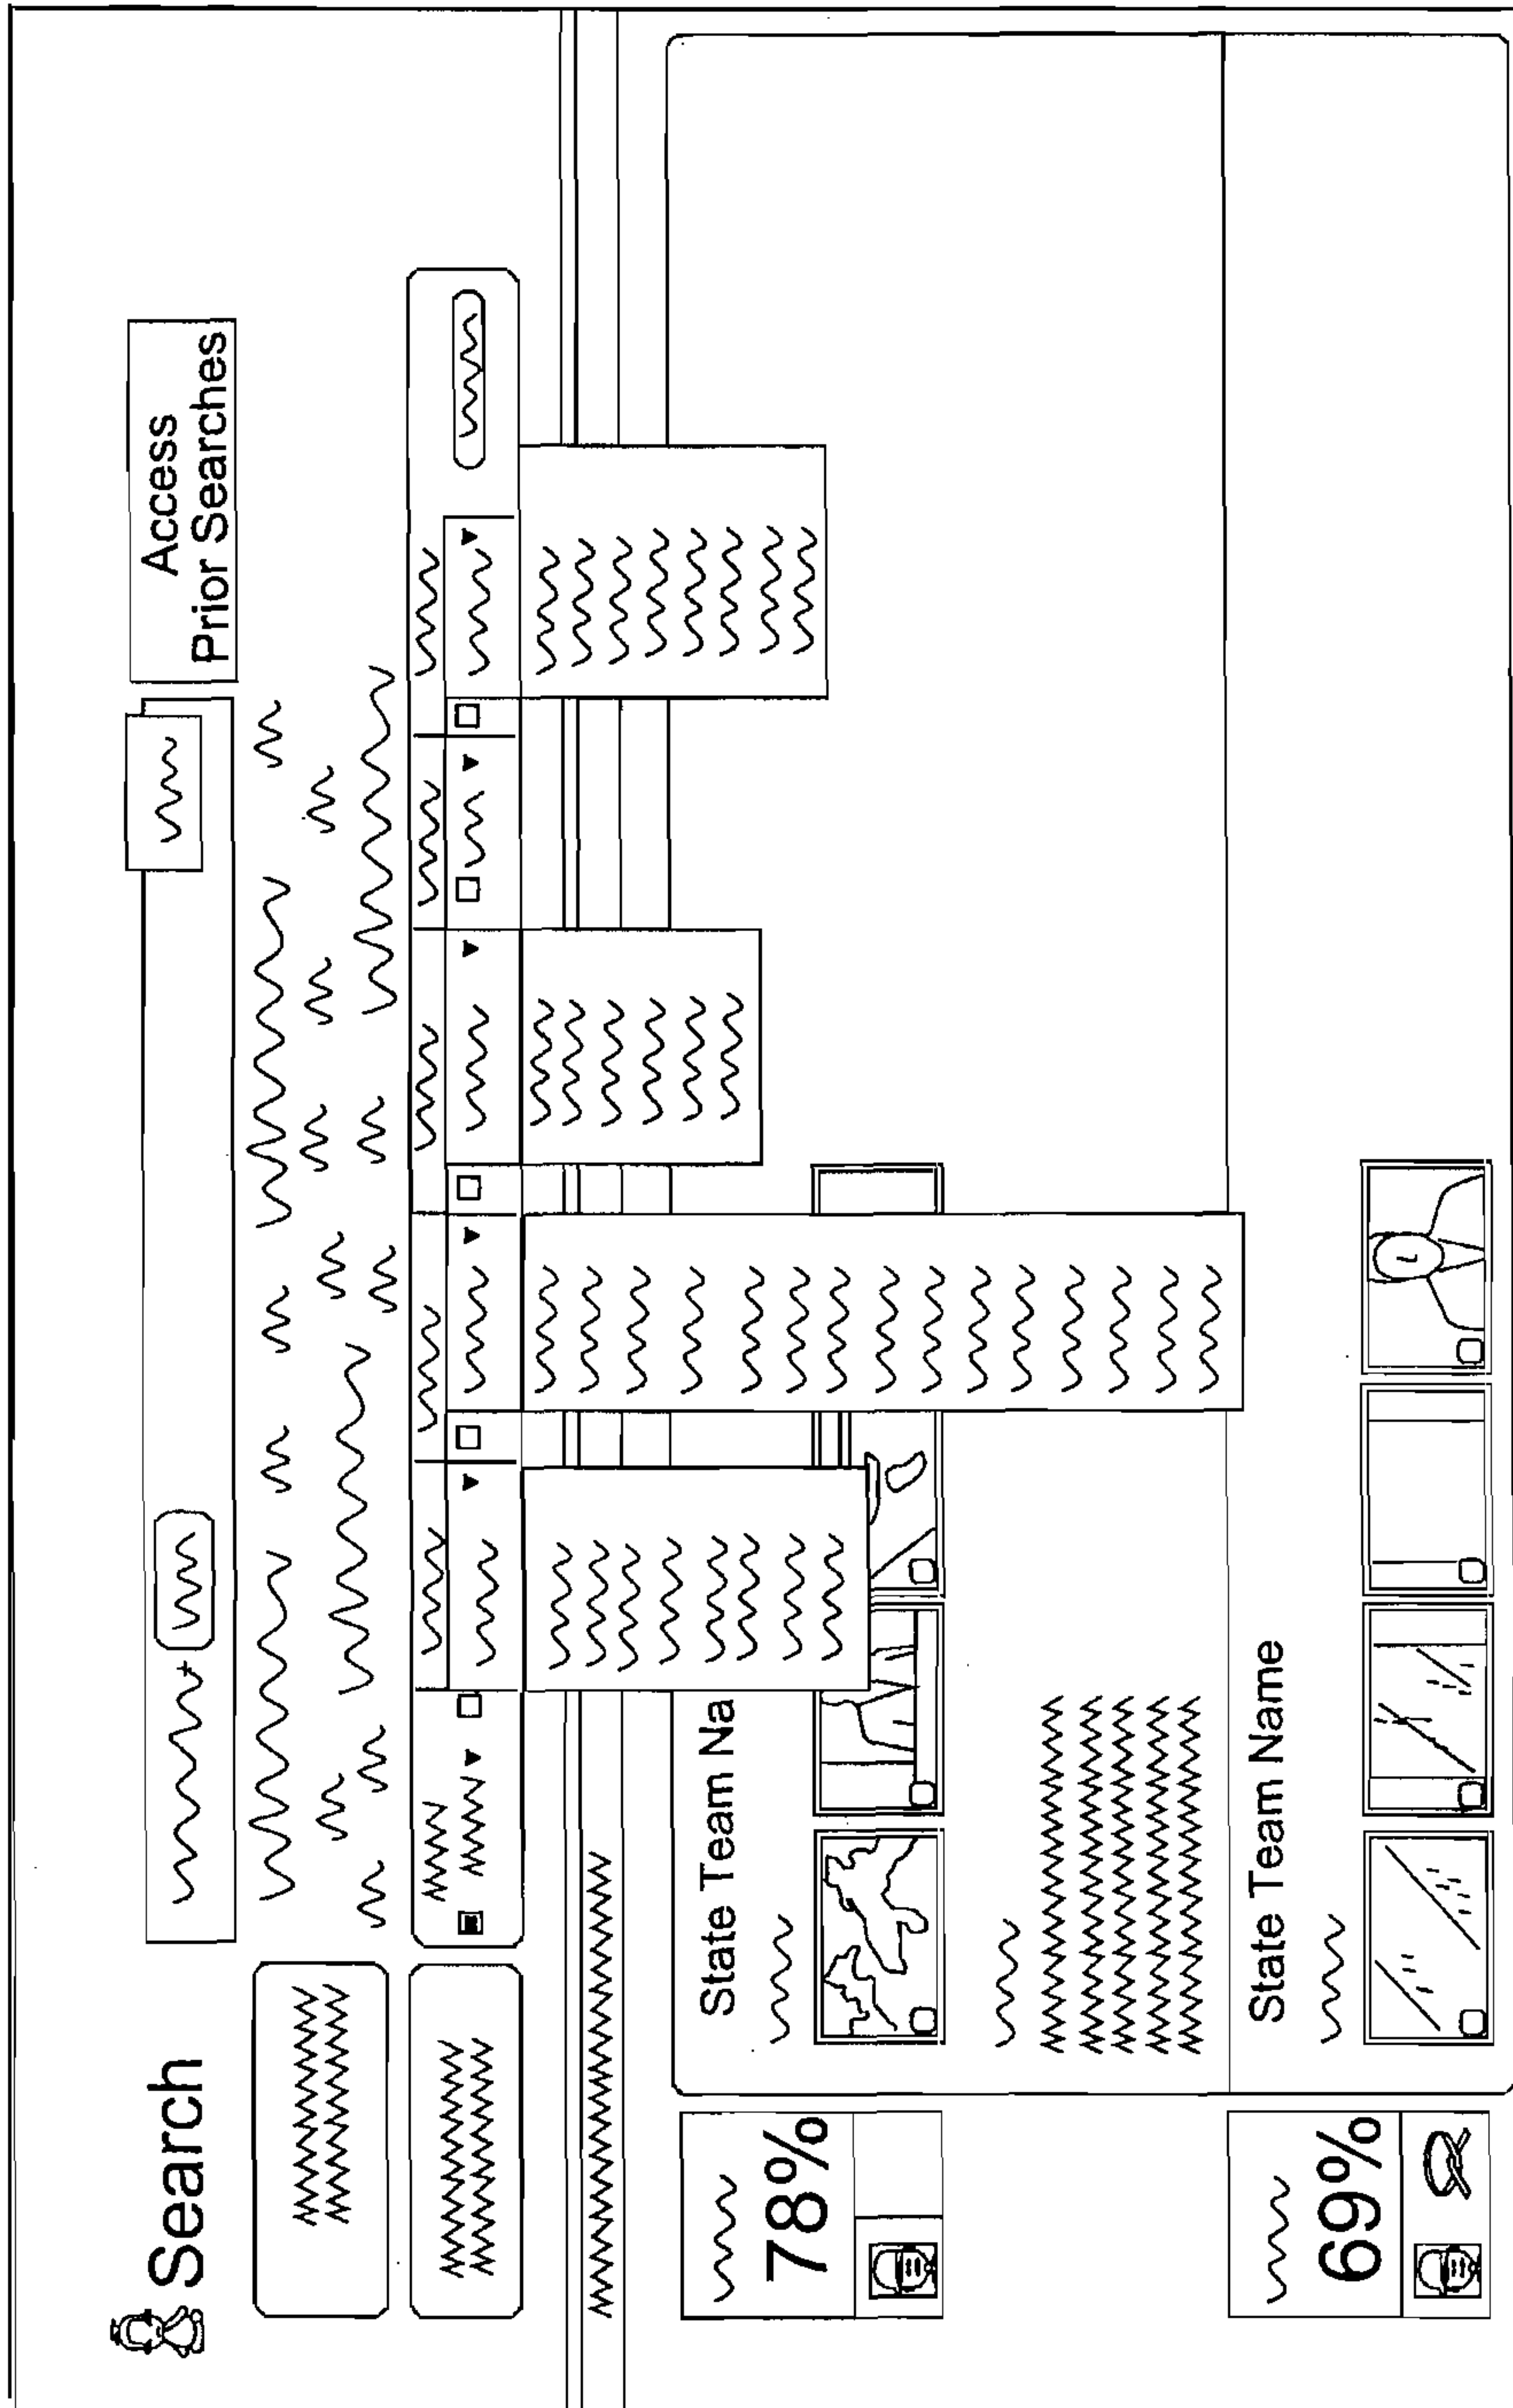 Search
Access
Prior Searches
78%
State Team Na
69%
State Team Name